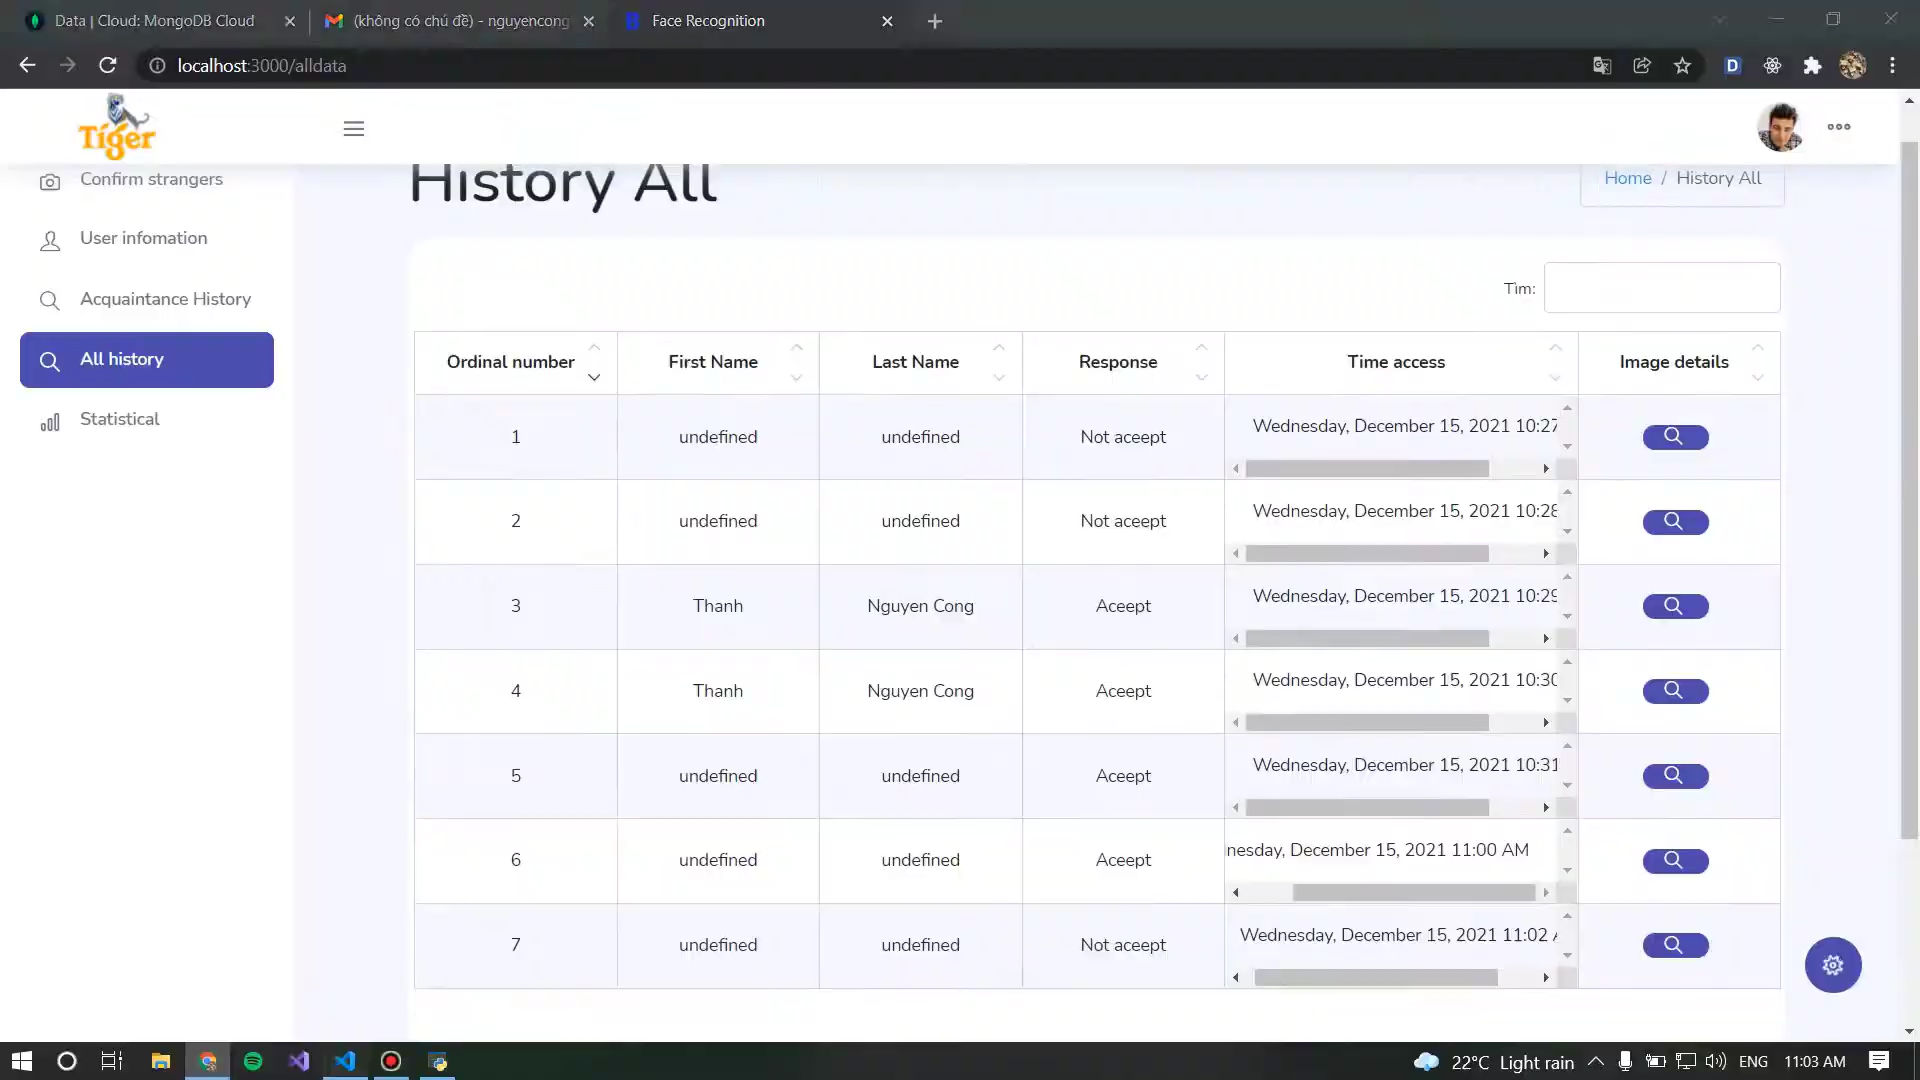 Data | Cloud: MongoDB Cloud
(không có chủ đề) - nguyencong
Face Recognition
localhost:3000/alldata
D
Tiger
Confirm strangers
User infomation
Acquaintance History
All history
Statistical
History All
Home / History All
Tìm:
Ordinal number First Name Last Name Response Time access Image details
1 undefined undefined Not aceept Wednesday, December 15, 2021 10:27
2 undefined undefined Not aceept Wednesday, December 15, 2021 10:28
3 Thanh Nguyen Cong Aceept Wednesday, December 15, 2021 10:29
4 Thanh Nguyen Cong Aceept Wednesday, December 15, 2021 10:30
5 undefined undefined Aceept Wednesday, December 15, 2021 10:31
6 undefined undefined Aceept nesday, December 15, 2021 11:00 AM
7 undefined undefined Not aceept Wednesday, December 15, 2021 11:02
22°C Light rain ENG 11:03 AM